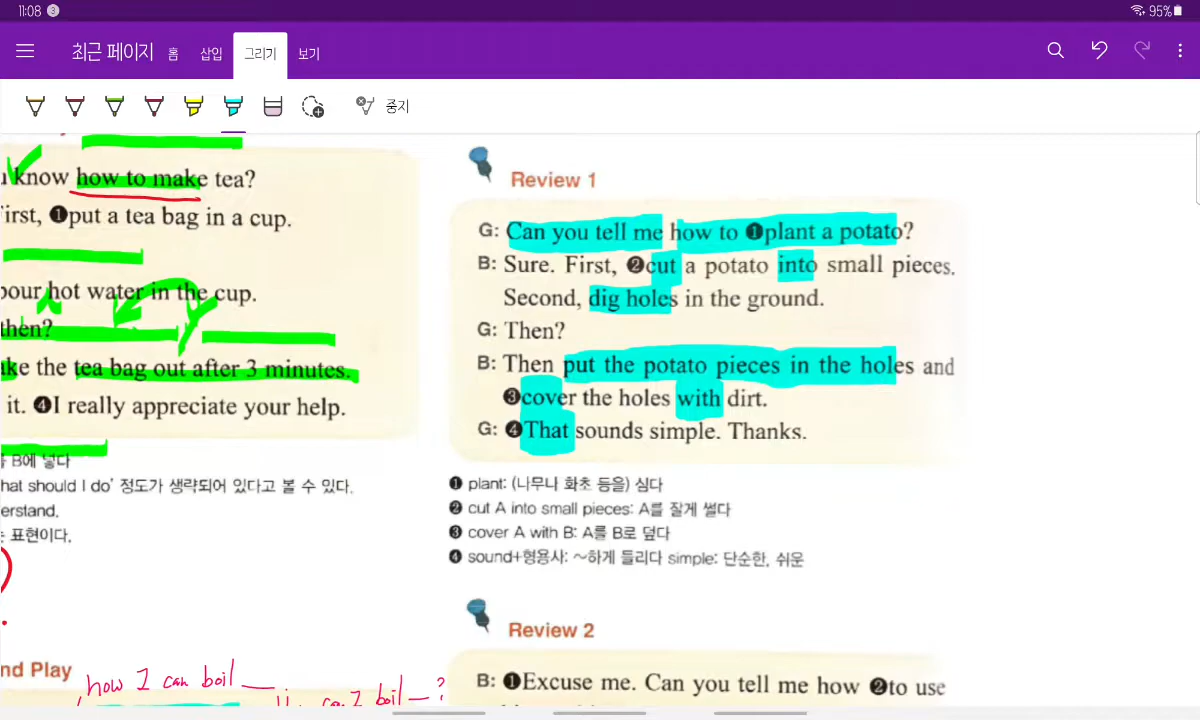 11:08 3 95%
최근 페이지 홈 삽입 그리기 보기
중지
know how to make tea?
irst, ❶put a tea bag in a cup.
pour hot water in the cup.
then?
ke the tea bag out after 3 minutes.
it. ❹I really appreciate your help.
B에 넣다
hat should I do’ 정도가 생략되어 있다고 볼 수 있다.
erstand.
는 표현이다.
nd Play
how I can boil
can I boil ?
Review 1
G: Can you tell me how to ❶plant a potato?
B: Sure. First, ❷cut a potato into small pieces.
Second, dig holes in the ground.
G: Then?
B: Then put the potato pieces in the holes and
❸cover the holes with dirt.
G: ❹That sounds simple. Thanks.
❶ plant: (나무나 화초 등을) 심다
❷ cut A into small pieces: A를 잘게 썰다
❸ cover A with B: A를 B로 덮다
❹ sound+형용사: ~하게 들리다 simple: 단순한, 쉬운
Review 2
B: ❶Excuse me. Can you tell me how ❷to use